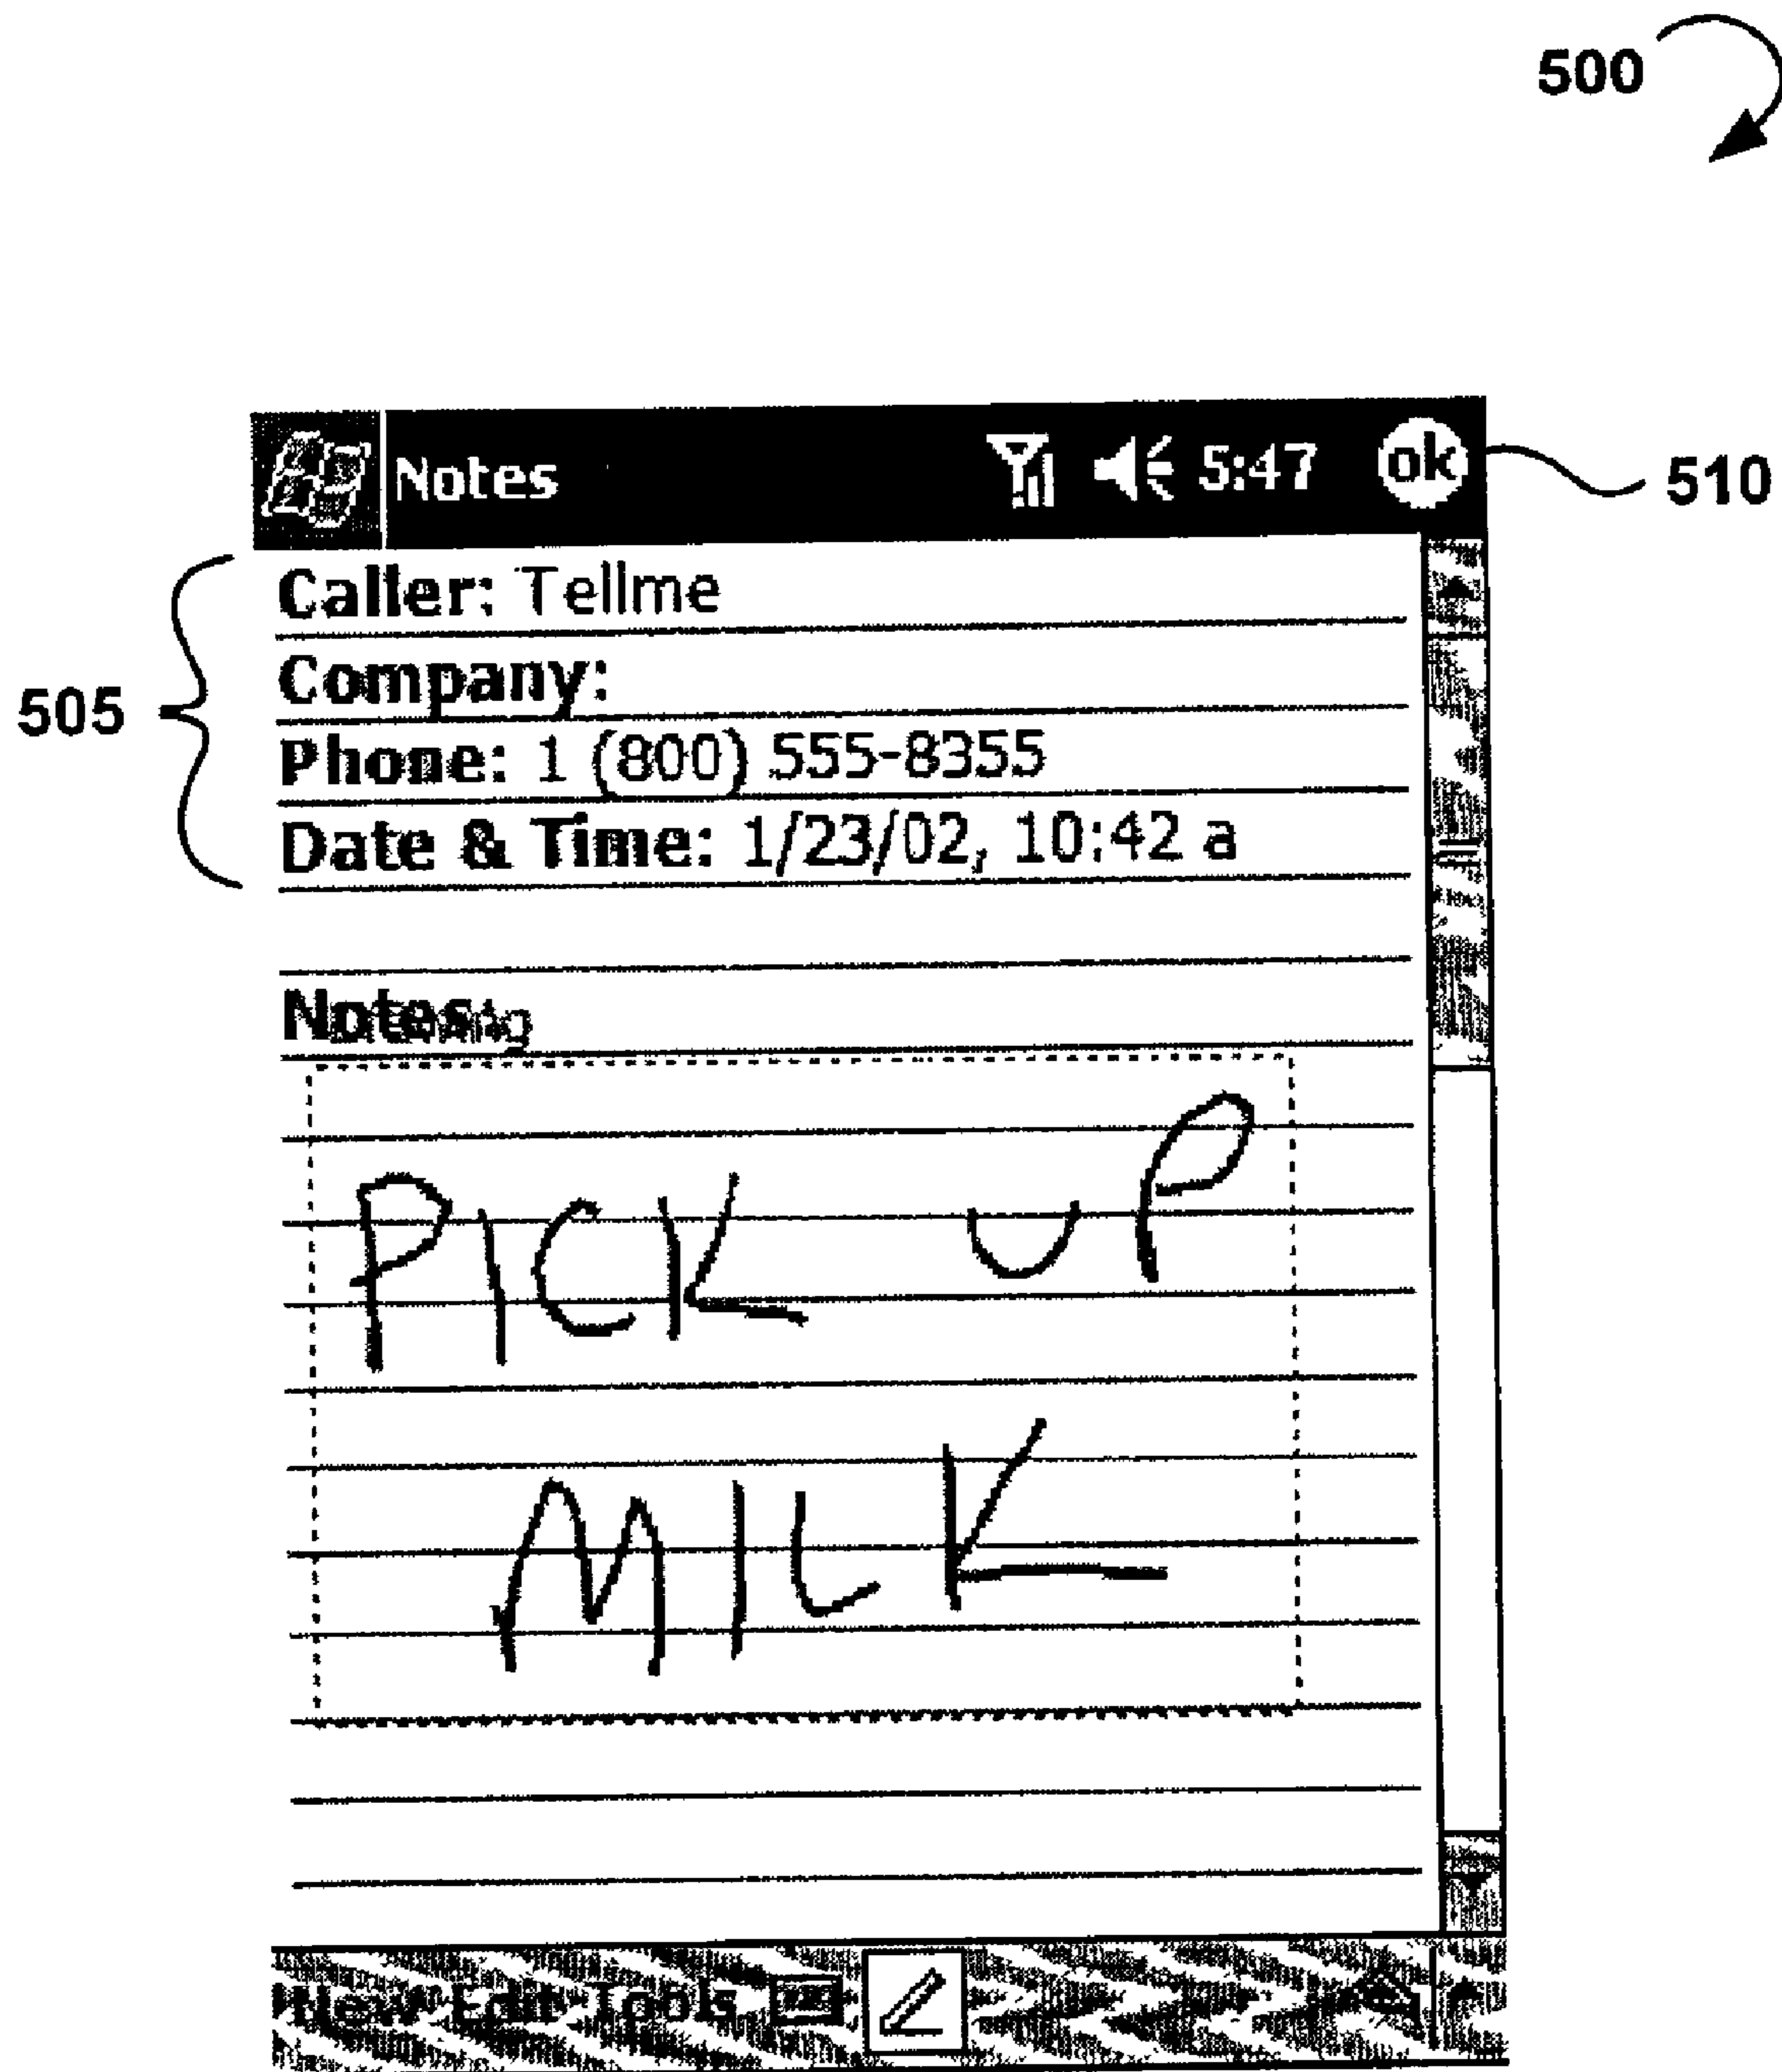 500
Notes 5:47 ok
510
Caller: Tellme
Company:
505
Phone: 1 (800) 555-8355
Date & Time: 1/23/02, 10:42 a
Notes:
PICK UP
MILK
New Edit Tools